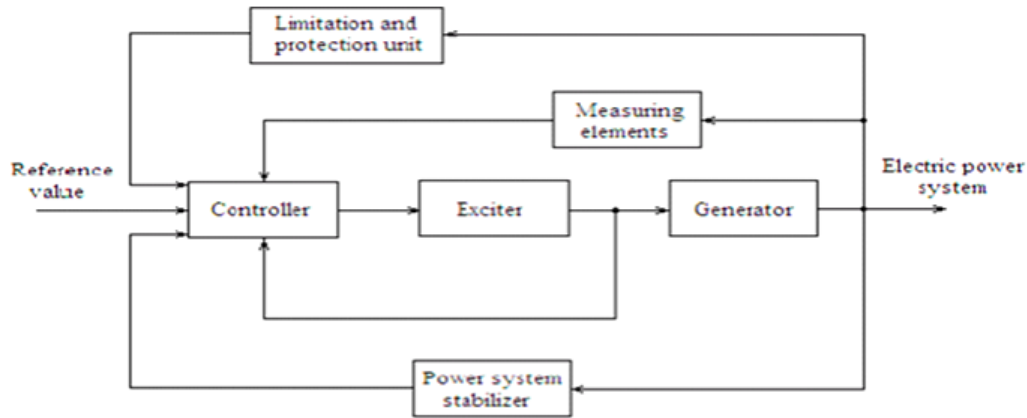 Limitation and
protection unit
Measuring
elements
Reference
value
Electric power
system
Controller
Exciter
Generator
Power system
stabilizer